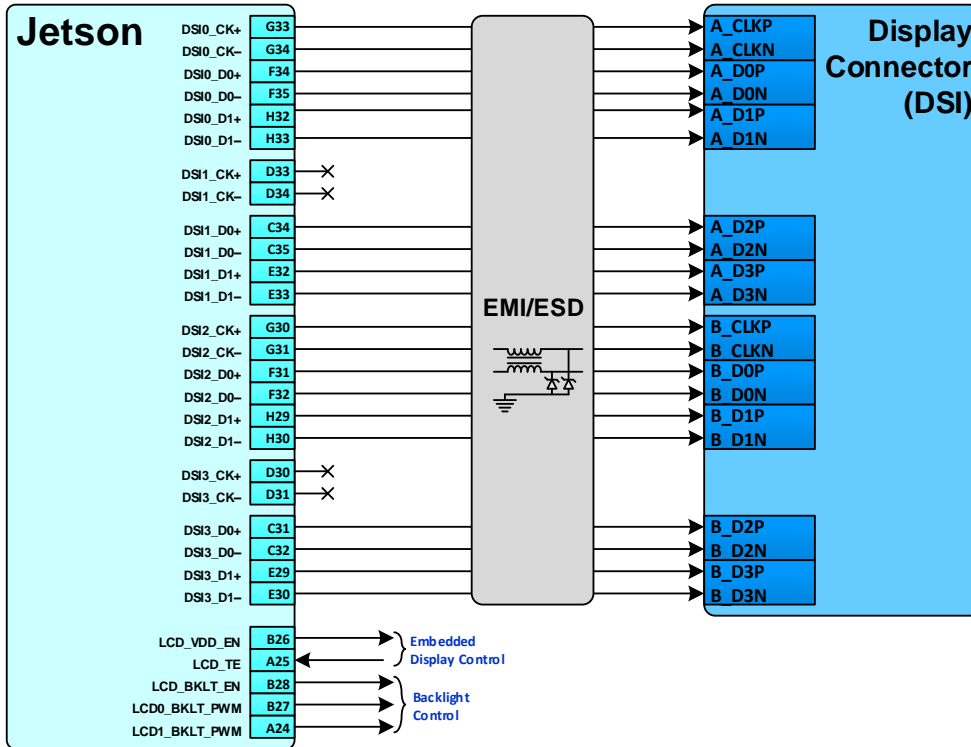 Jetson
Display
Connector
(DSI)
DSI0_CK+ G33 A_CLKP
DSI0_CK– G34 A_CLKN
DSI0_D0+ F34 A_D0P
DSI0_D0– F35 A_D0N
DSI0_D1+ H32 A_D1P
DSI0_D1– H33 A_D1N
DSI1_CK+ D33
DSI1_CK– D34
DSI1_D0+ C34 A_D2P
DSI1_D0– C35 A_D2N
DSI1_D1+ E32 A_D3P
DSI1_D1– E33 A_D3N
EMI/ESD
DSI2_CK+ G30 B_CLKP
DSI2_CK– G31 B_CLKN
DSI2_D0+ F31 B_D0P
DSI2_D0– F32 B_D0N
DSI2_D1+ H29 B_D1P
DSI2_D1– H30 B_D1N
DSI3_CK+ D30
DSI3_CK– D31
DSI3_D0+ C31 B_D2P
DSI3_D0– C32 B_D2N
DSI3_D1+ E29 B_D3P
DSI3_D1– E30 B_D3N
LCD_VDD_EN B26
LCD_TE A25
Embedded
Display Control
LCD_BKLT_EN B28
LCD0_BKLT_PWM B27
LCD1_BKLT_PWM A24
Backlight
Control